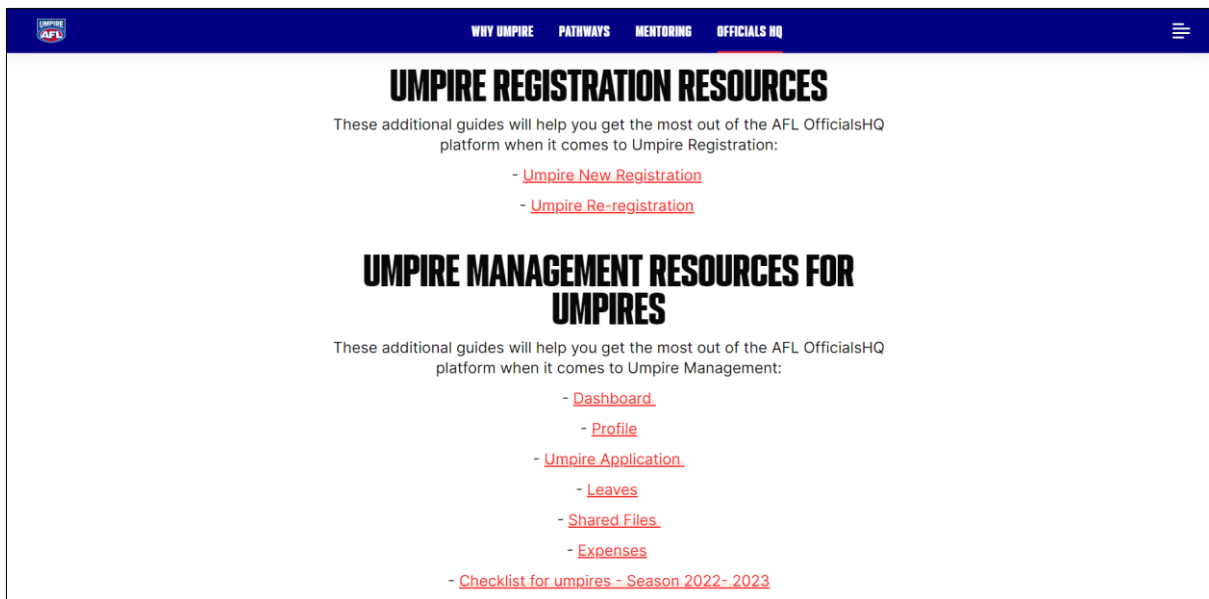 UMPIRE
AFL
WHY UMPIRE PATHWAYS MENTORING OFFICIALS HQ
UMPIRE REGISTRATION RESOURCES
These additional guides will help you get the most out of the AFL OfficialsHQ
platform when it comes to Umpire Registration:
- Umpire New Registration
- Umpire Re-registration
UMPIRE MANAGEMENT RESOURCES FOR
UMPIRES
These additional guides will help you get the most out of the AFL OfficialsHQ
platform when it comes to Umpire Management:
- Dashboard
- Profile
- Umpire Application
- Leaves
- Shared Files
- Expenses
- Checklist for umpires - Season 2022- 2023